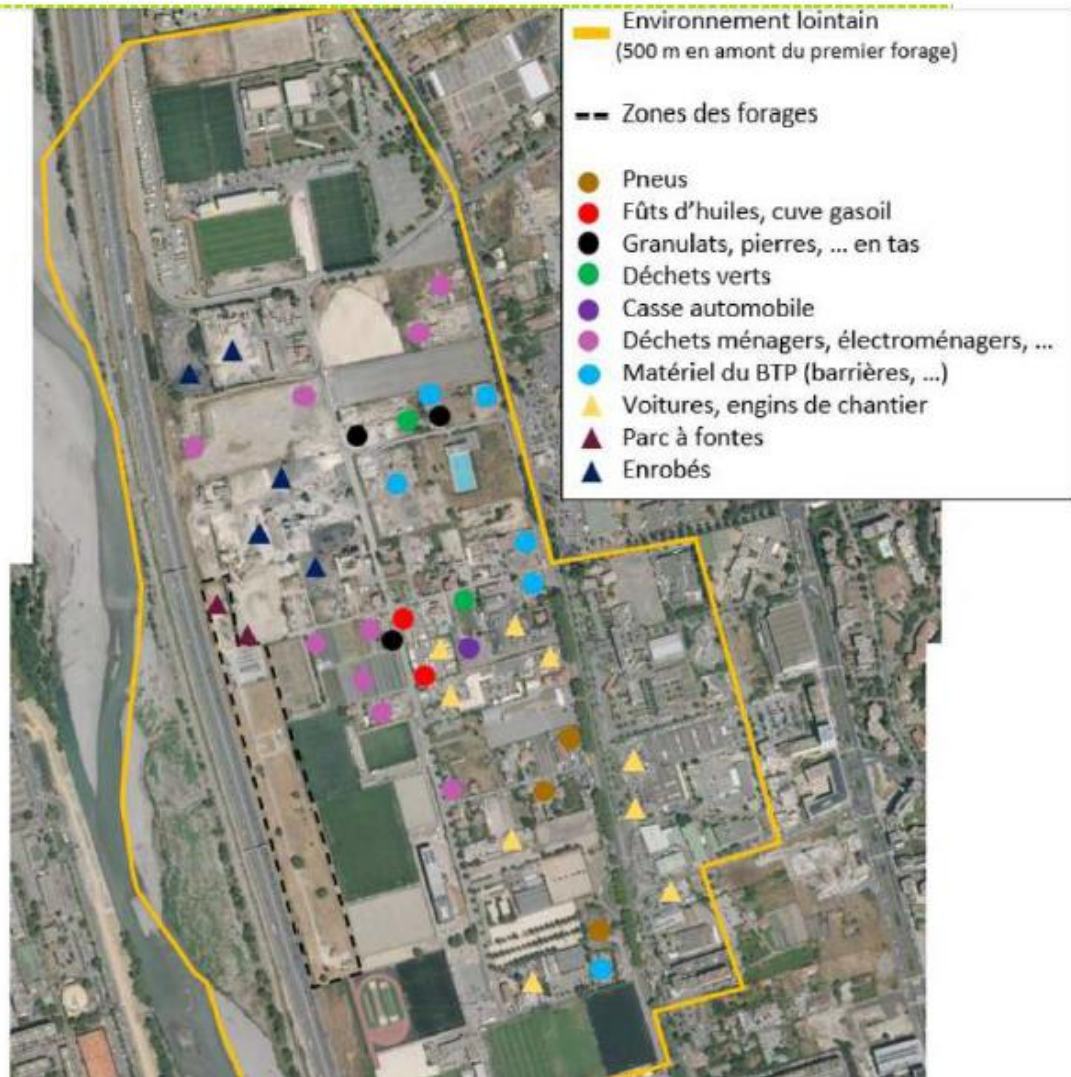 Environnement lointain
(500 m en amont du premier forage)
Zones des forages
Pneus
Fûts d'huiles, cuve gasoil
Granulats, pierres, ... en tas
Déchets verts
Casse automobile
Déchets ménagers, électroménagers, ...
Matériel du BTP (barrières, ...)
Voitures, engins de chantier
Parc à fontes
Enrobés